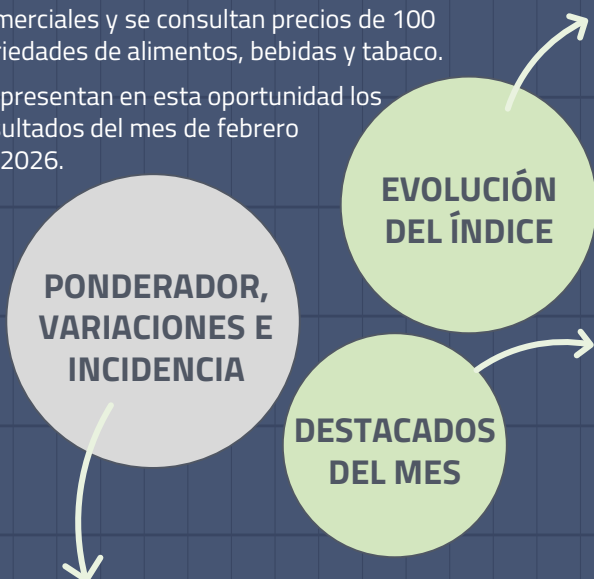 merciales y se consultan precios de 100
riedades de alimentos, bebidas y tabaco.
presentan en esta oportunidad los
sultados del mes de febrero
2026.
EVOLUCIÓN
DEL ÍNDICE
PONDERADOR,
VARIACIONES E
INCIDENCIA
DESTACADOS
DEL MES